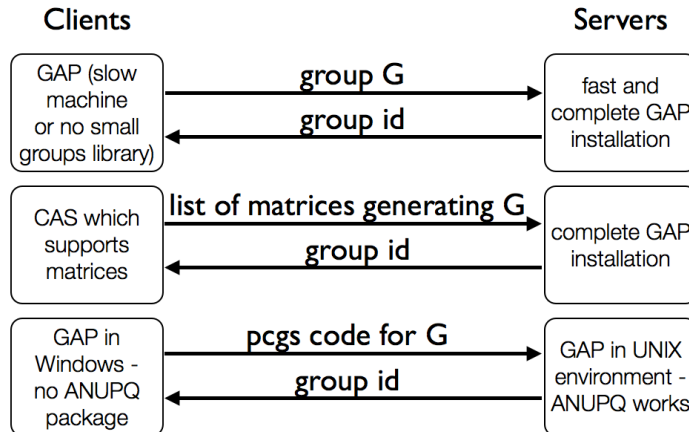 Clients
Servers
GAP (slow
machine
or no small
groups library)
group G
group id
fast and
complete GAP
installation
CAS which
supports
matrices
list of matrices generating G
group id
complete GAP
installation
GAP in
Windows -
no ANUPQ
package
pcgs code for G
group id
GAP in UNIX
environment -
ANUPQ works